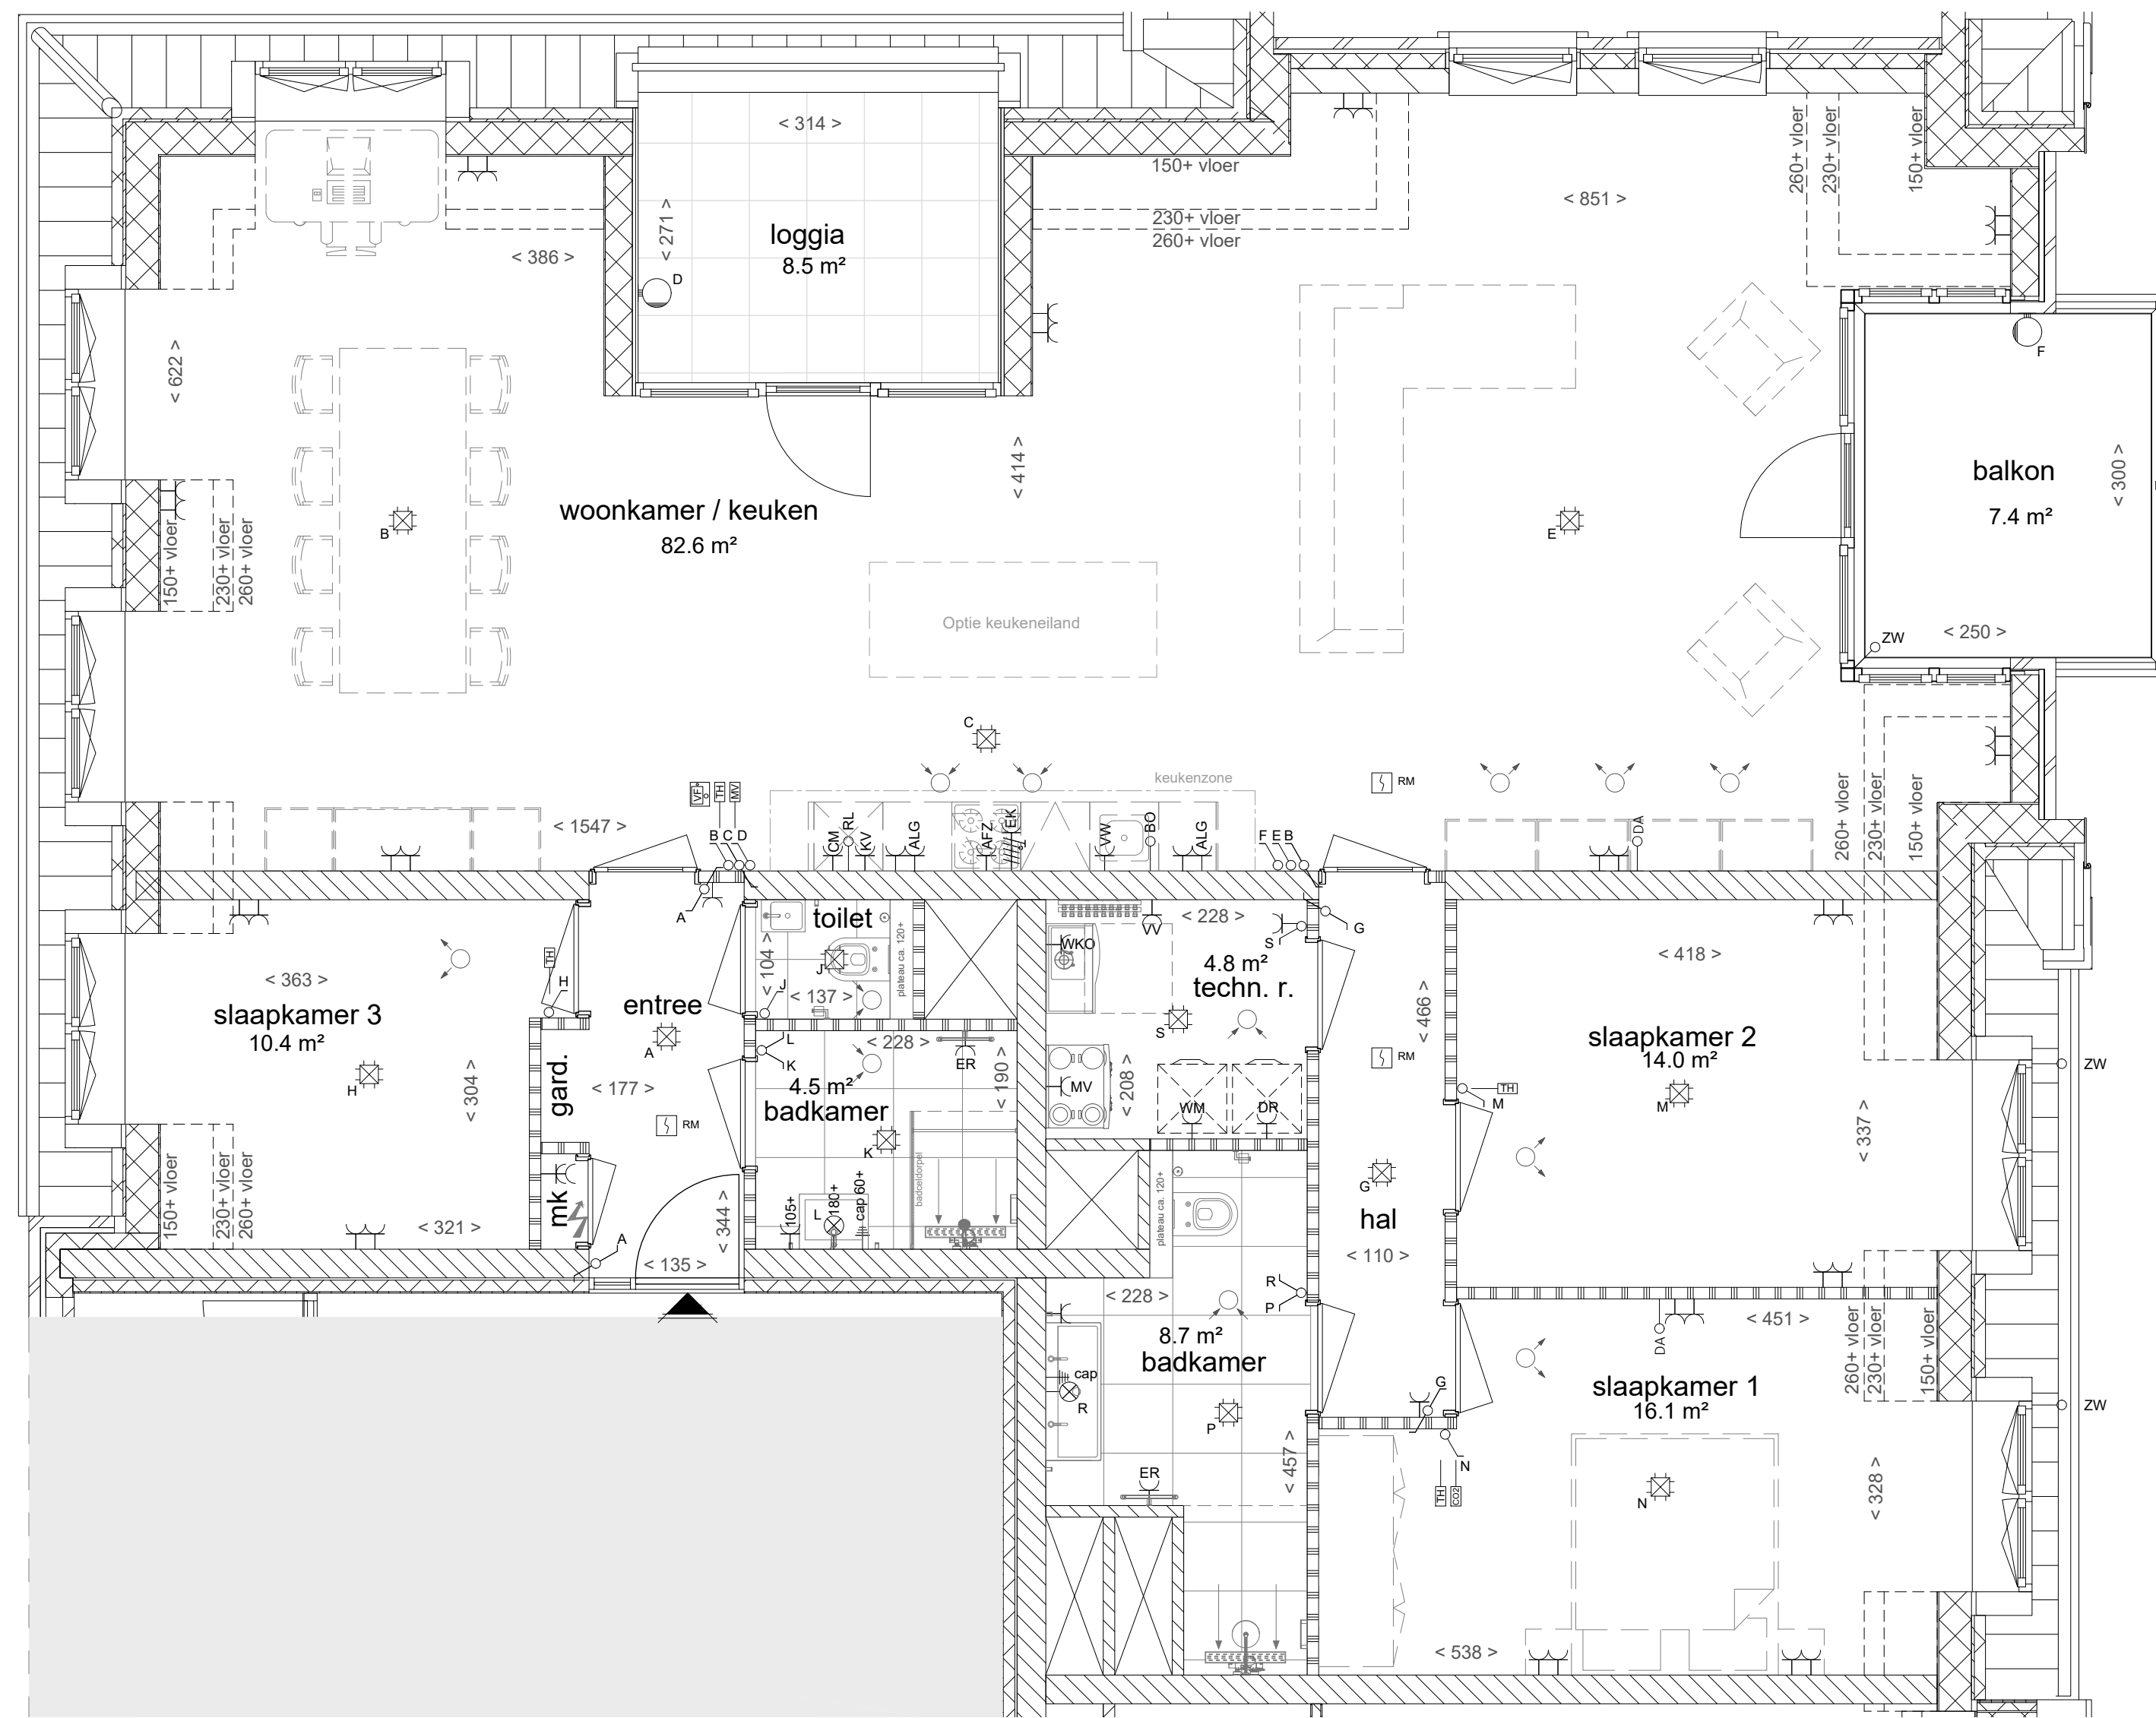 < 314 >
150+ vloer
230+ vloer
260+ vloer
< 271 >
loggia
8.5 m²
D
< 386 >
< 851 >
260+ vloer
230+ vloer
150+ vloer
F
< 622 >
< 414 >
balkon
7.4 m²
< 300 >
< 250 >
ZW
woonkamer / keuken
82.6 m²
B
E
150+ vloer
230+ vloer
260+ vloer
Optie keukeneiland
C
keukenzone
RM
VF
TH
MV
B C D
< 1547 >
CM
RL
KV
ALG
AFZ
EK
VW
BO
ALG
F E B
DA
260+ vloer
230+ vloer
150+ vloer
A
toilet
J
< 104 >
J
< 137 >
plateau ca. 120+
WKO
VV
< 228 >
S
G
4.8 m²
techn. r.
S
< 418 >
< 363 >
TH
H
slaapkamer 3
10.4 m²
H
< 304 >
entree
A
gard.
< 177 >
RM
L
K
< 228 >
ER
< 190 >
4.5 m²
badkamer
K
MV
< 208 >
WM
DR
< 466 >
RM
slaapkamer 2
14.0 m²
M
TH
M
< 337 >
ZW
150+ vloer
230+ vloer
260+ vloer
< 321 >
mk
A
< 344 >
< 135 >
105+
L
180+
cap 60+
badceldorpel
plateau ca. 120+
G
hal
< 110 >
R
P
< 228 >
8.7 m²
badkamer
cap
R
P
< 457 >
ER
G
N
TH
CO2
DA
< 451 >
260+ vloer
230+ vloer
150+ vloer
slaapkamer 1
16.1 m²
ZW
N
< 328 >
< 538 >